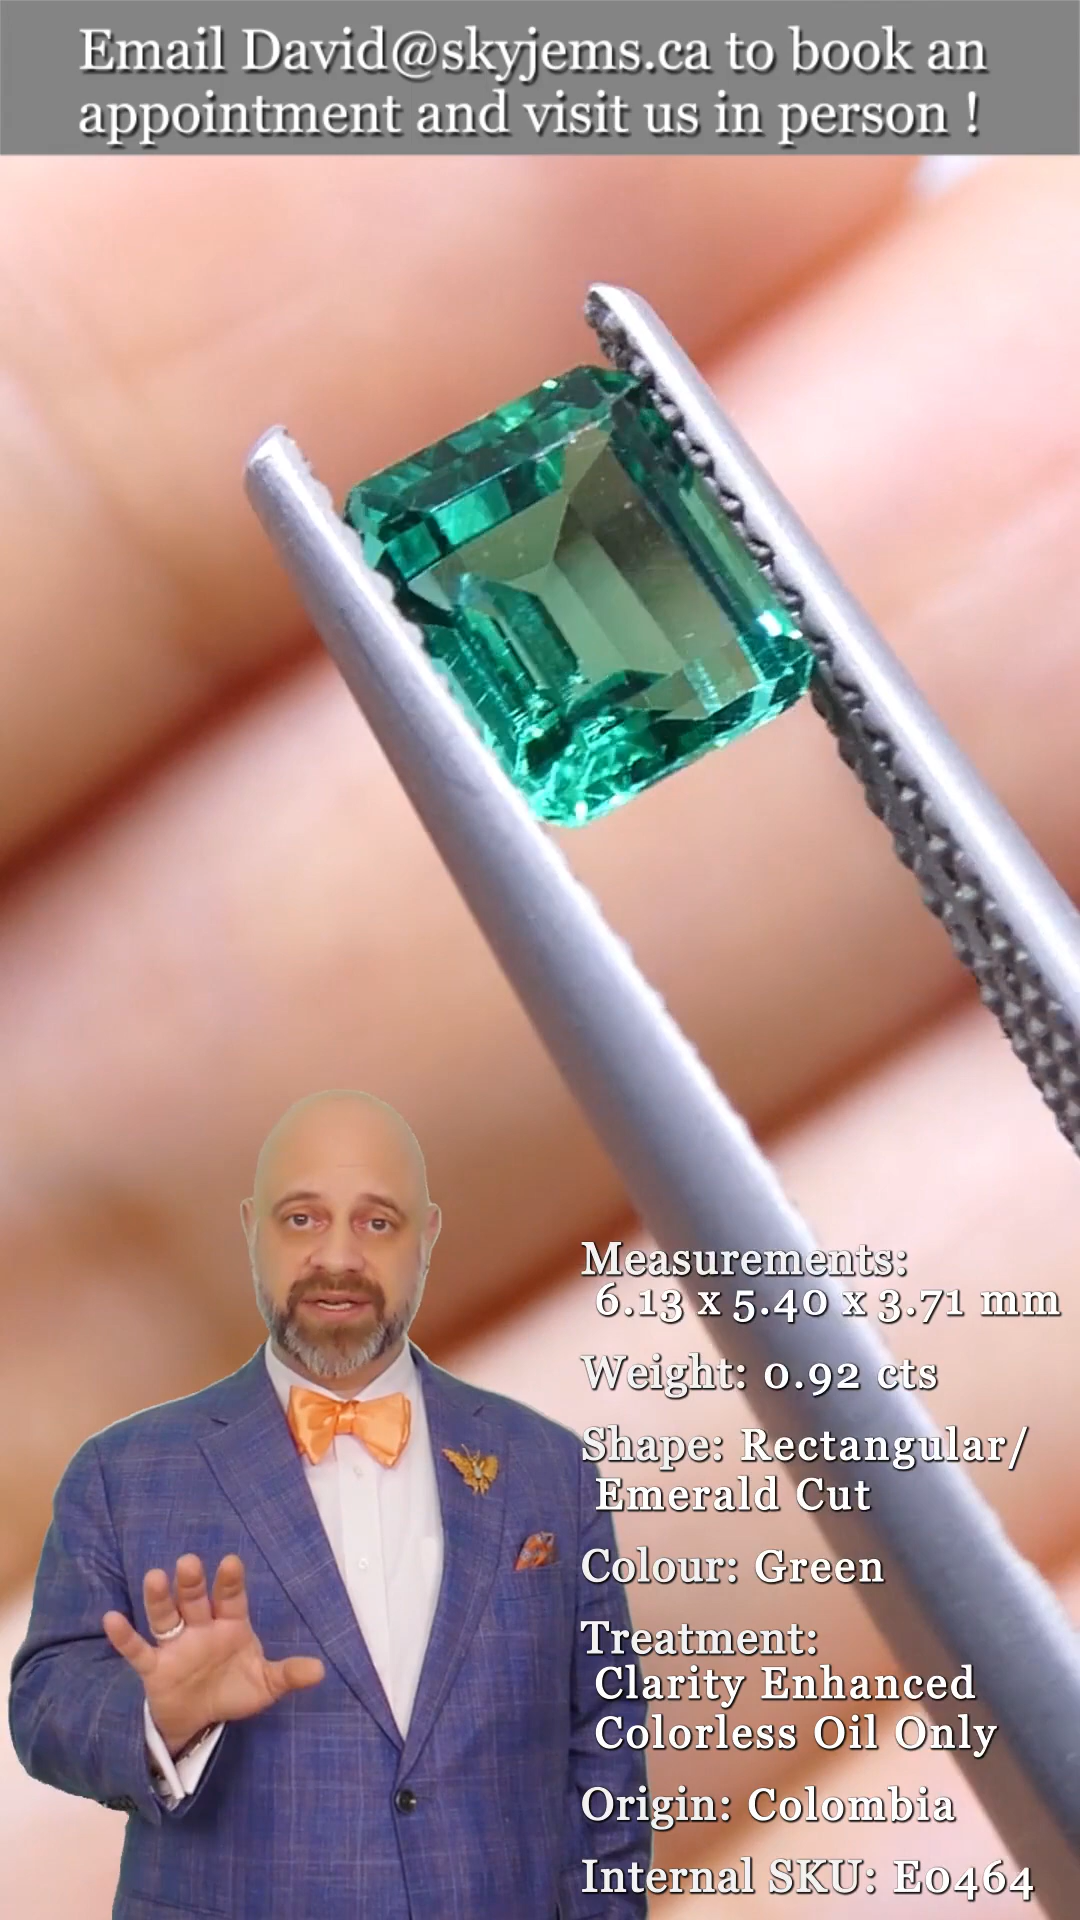 Email David@skyjems.ca to book an
appointment and visit us in person !
Measurements:
6.13 x 5.40 x 3.71 mm
Weight: 0.92 cts
Shape: Rectangular/
Emerald Cut
Colour: Green
Treatment:
Clarity Enhanced
Colorless Oil Only
Origin: Colombia
Internal SKU: E0464